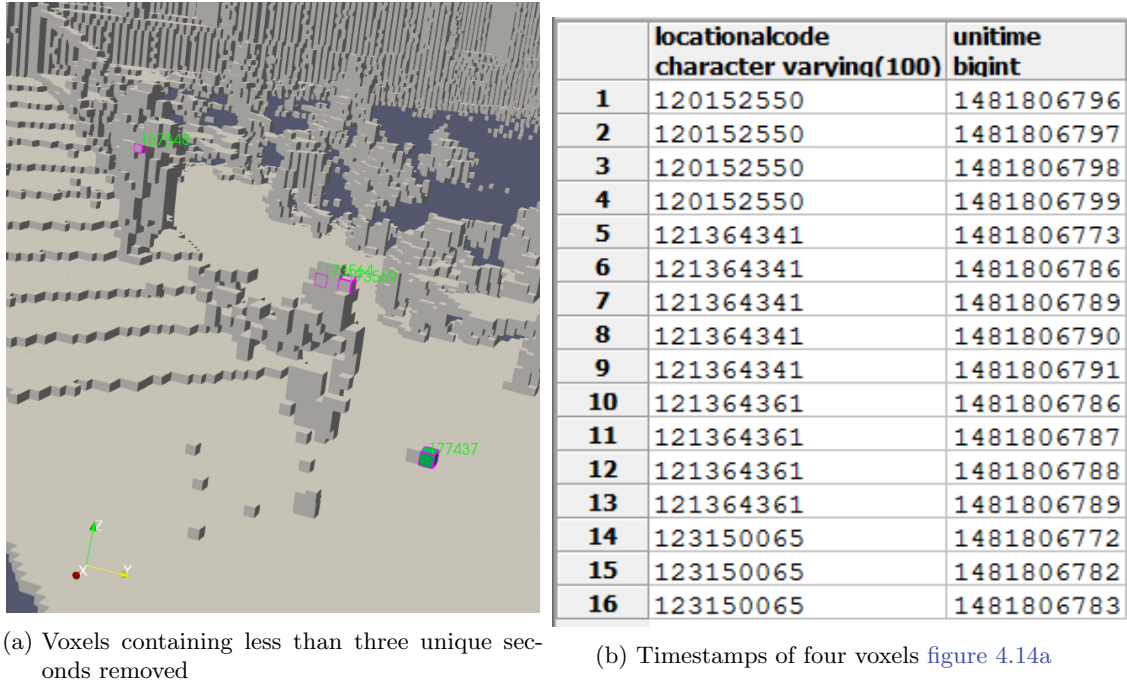 177437
Z
X
Y
(a) Voxels containing less than three unique sec-
onds removed
locationalcode unitime
character varying(100) bigint
1 120152550 1481806796
2 120152550 1481806797
3 120152550 1481806798
4 120152550 1481806799
5 121364341 1481806773
6 121364341 1481806786
7 121364341 1481806789
8 121364341 1481806790
9 121364341 1481806791
10 121364361 1481806786
11 121364361 1481806787
12 121364361 1481806788
13 121364361 1481806789
14 123150065 1481806772
15 123150065 1481806782
16 123150065 1481806783
(b) Timestamps of four voxels figure 4.14a